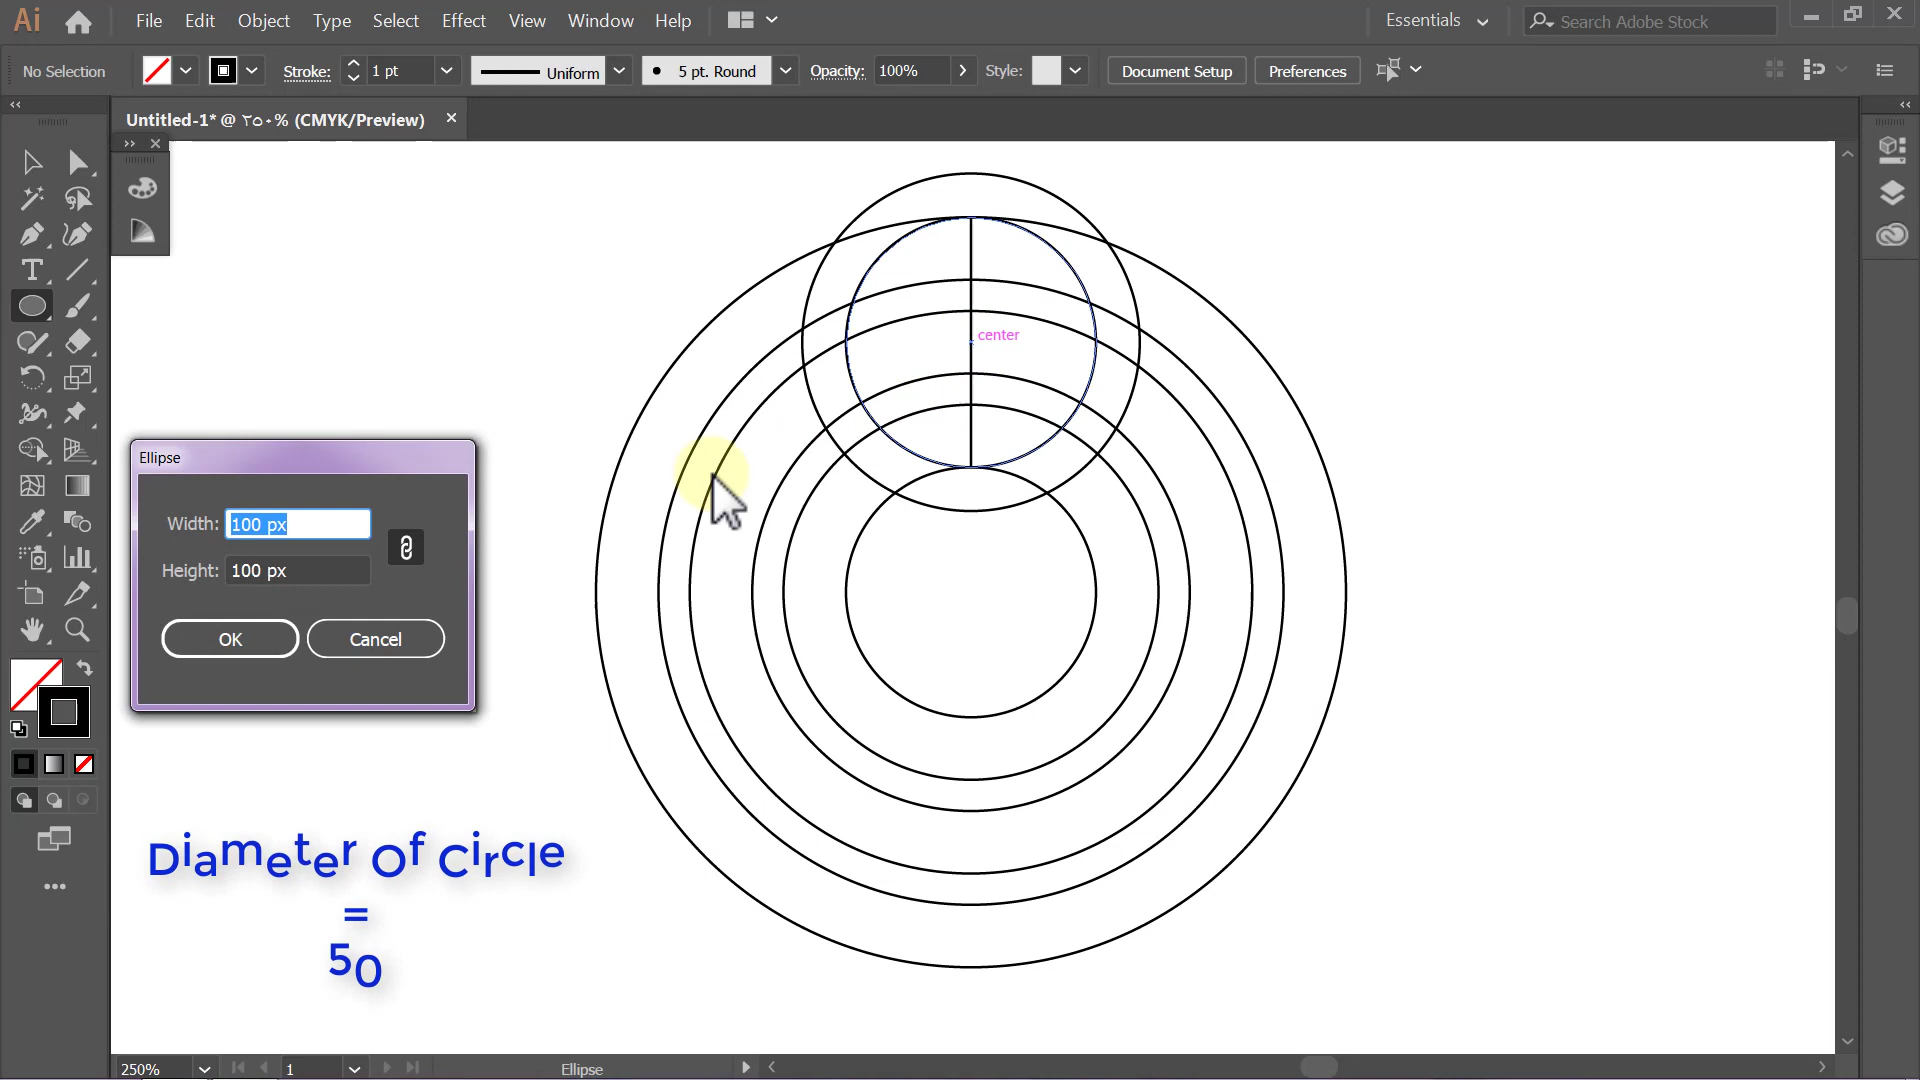 Ai File Edit Object Type Select Effect View Window Help Essentials Search Adobe Stock
No Selection Stroke: 1 pt Uniform 5 pt. Round Opacity: 100% Style: Document Setup Preferences
Untitled-1* @ ٢٥٠% (CMYK/Preview)
center
Ellipse
Width: 100 px
Height: 100 px
OK Cancel
Diameter Of Circle
=
50
250% 1 Ellipse